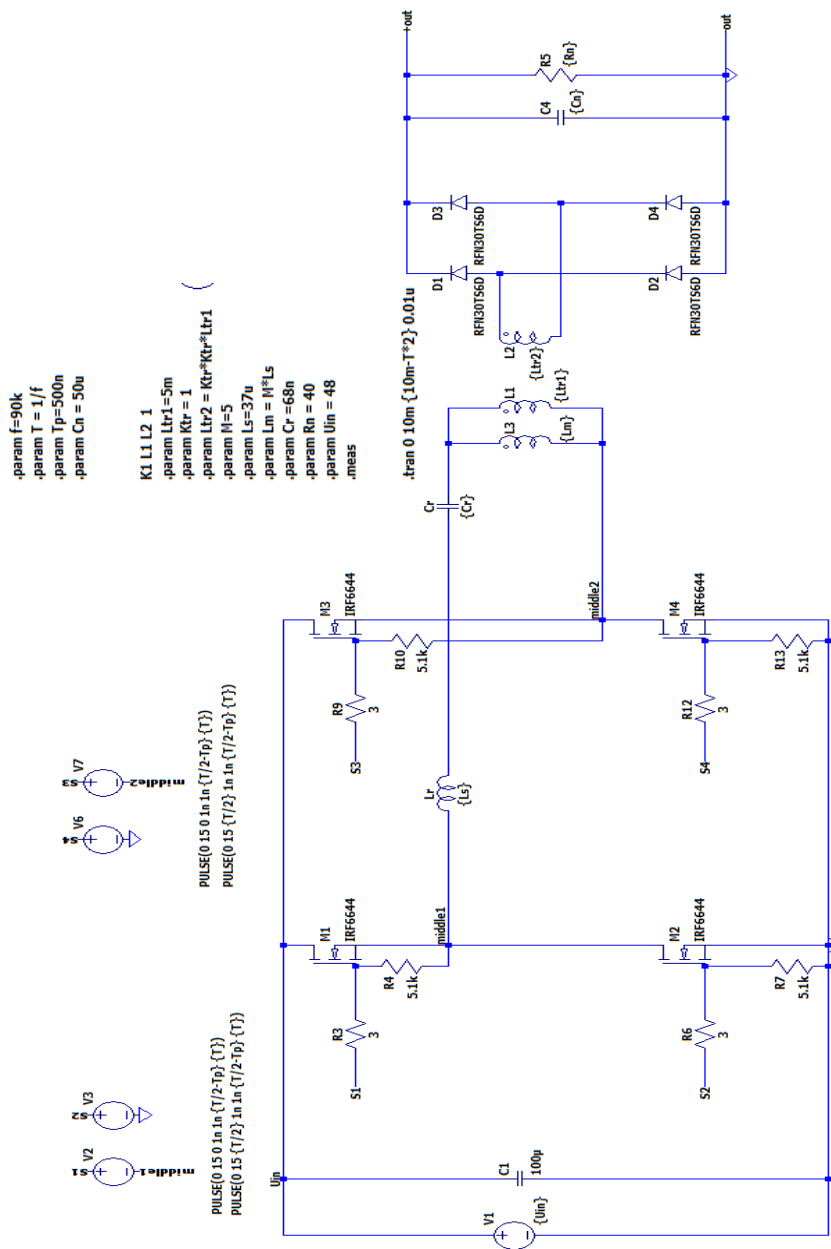 .param f=90k
.param T = 1/f
.param Tp=500n
.param Cn = 50u
K1 L1 L2 1
.param Ltr1=5m
.param Ktr = 1
.param Ltr2 = Ktr*Ktr*Ltr1
.param M=5
.param Ls=37u
.param Lm = M*Ls
.param Cr =68n
.param Rn = 40
.param Uin = 48
.meas
.tran 0 10m {10m-T*2} 0.01u
+out
R5
{Rn}
C4
{Cn}
out
D3
RFN30TS6D
D4
RFN30TS6D
D1
RFN30TS6D
D2
RFN30TS6D
L2
{Ltr2}
L1
{Ltr1}
L3
{Lm}
Cr
{Cr}
V7
S3
middle2
V6
S4
PULSE(0 15 0 1n 1n {T/2-Tp} {T})
PULSE(0 15 {T/2} 1n 1n {T/2-Tp} {T})
M3
IRF6644
R10
5.1k
R9
3
S3
middle2
M4
IRF6644
R13
5.1k
R12
3
S4
Lr
{Ls}
M1
IRF6644
R4
5.1k
R3
3
S1
middle1
M2
IRF6644
R7
5.1k
R6
3
S2
V3
S2
V2
S1
middle1
PULSE(0 15 0 1n 1n {T/2-Tp} {T})
PULSE(0 15 {T/2} 1n 1n {T/2-Tp} {T})
Uin
C1
100µ
V1
{Uin}